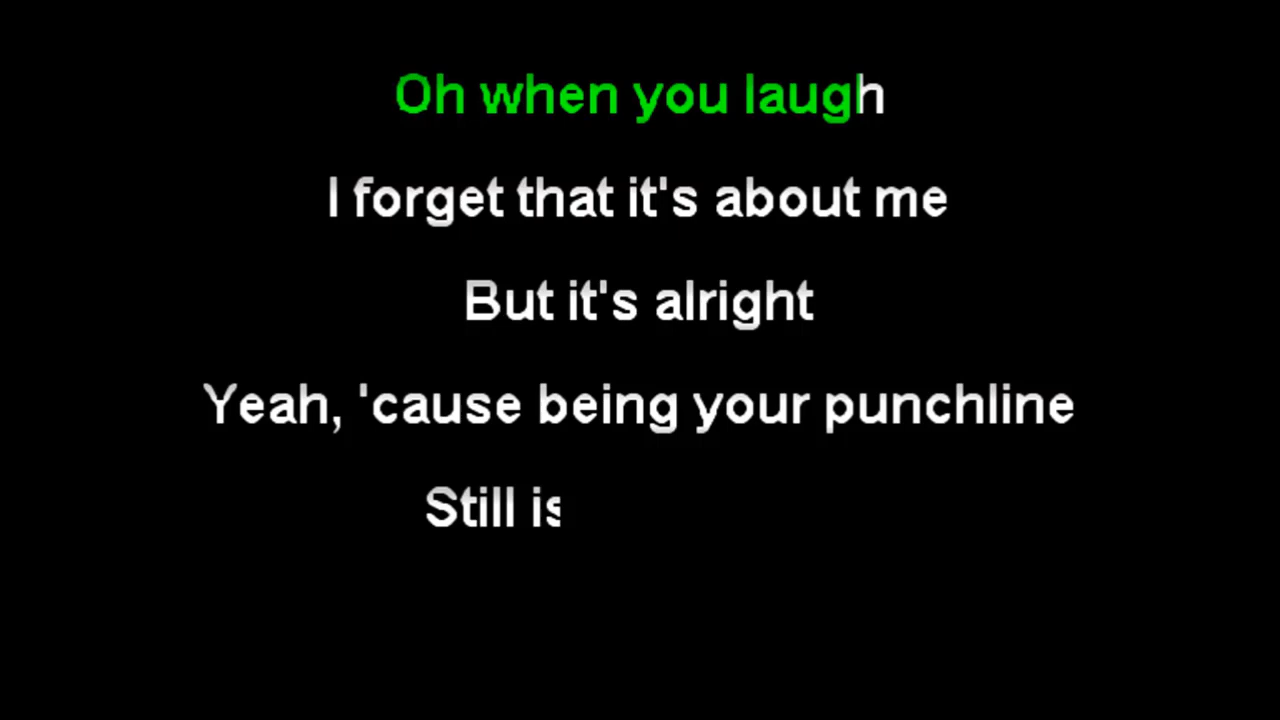 Oh when you laugh
I forget that it's about me
But it's alright
Yeah, 'cause being your punchline
Still is